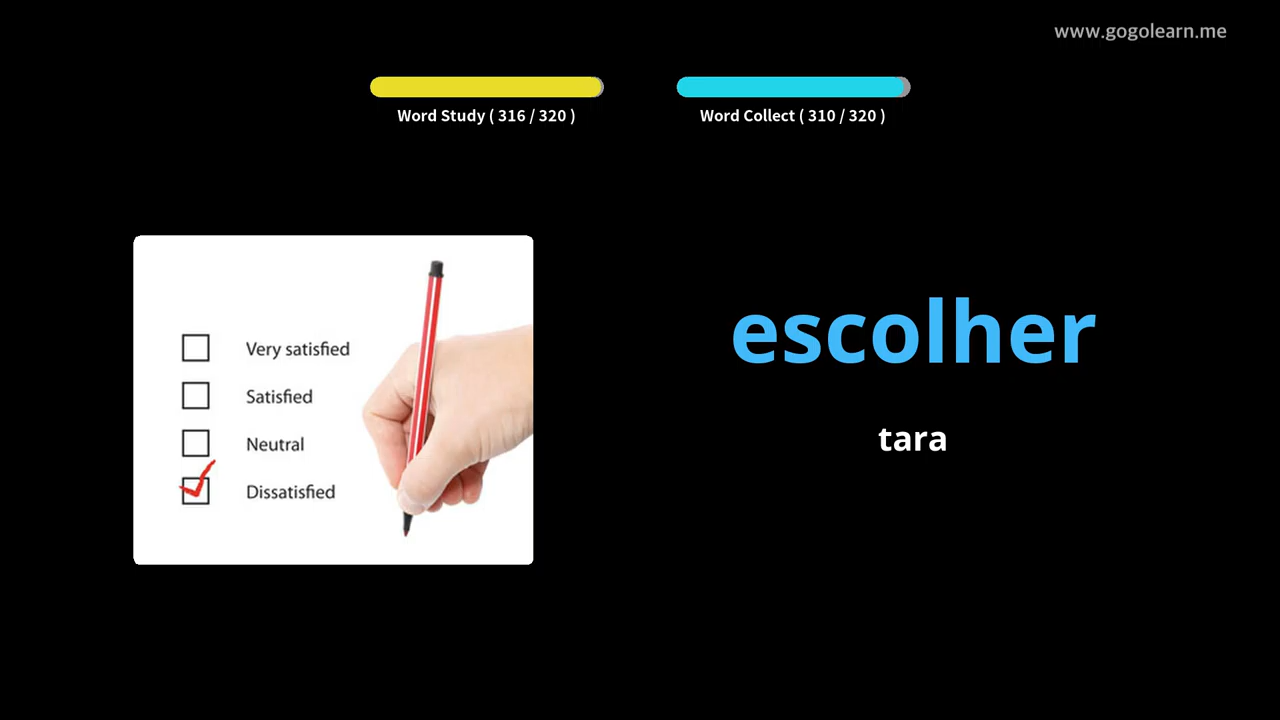 www.gogolearn.me
Word Study ( 316 / 320 )
Word Collect ( 310 / 320 )
Very satisfied
Satisfied
Neutral
Dissatisfied
escolher
tara